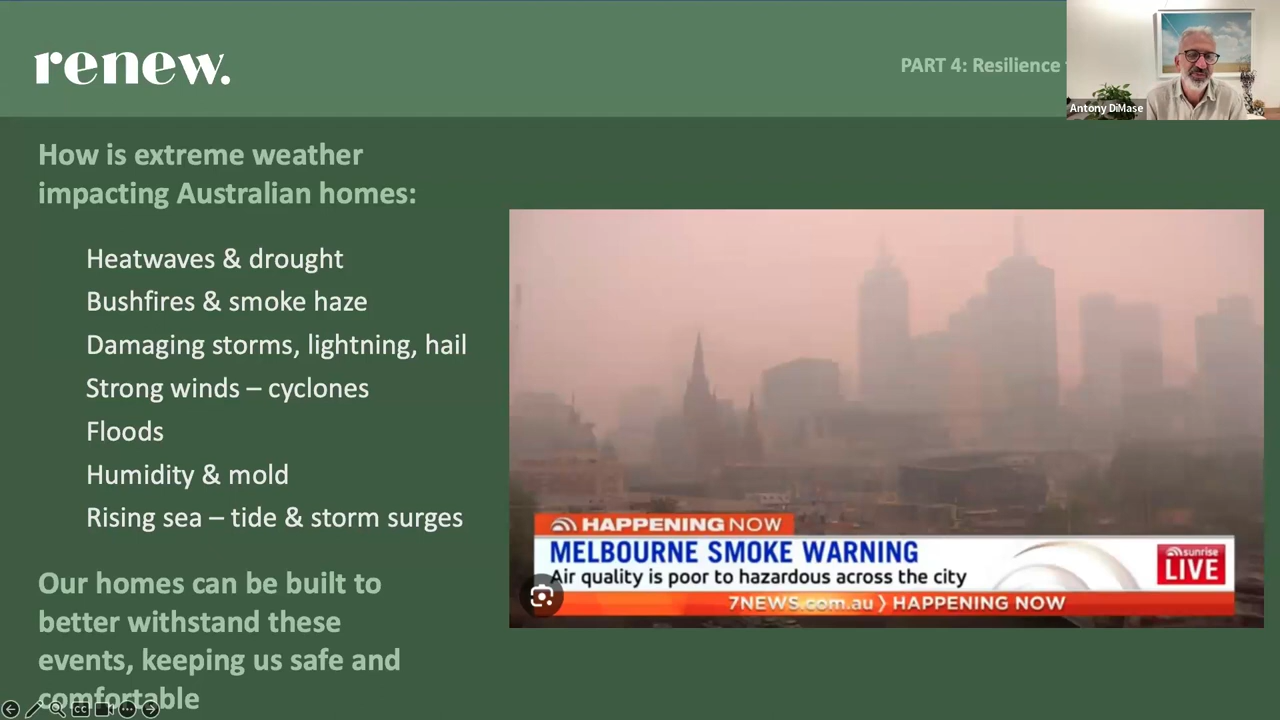 renew.
PART 4: Resilience
Antony DiMase
How is extreme weather
impacting Australian homes:
Heatwaves & drought
Bushfires & smoke haze
Damaging storms, lightning, hail
Strong winds – cyclones
Floods
Humidity & mold
Rising sea – tide & storm surges
Our homes can be built to
better withstand these
events, keeping us safe and
comfortable
HAPPENING NOW
MELBOURNE SMOKE WARNING
Air quality is poor to hazardous across the city
sunrise
LIVE
7NEWS.com.au HAPPENING NOW
CC